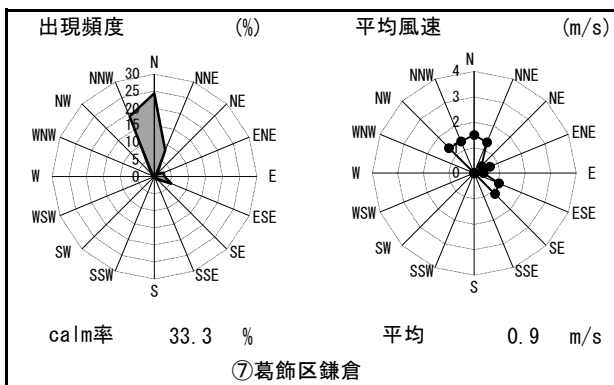 出現頻度 (%)
N
NNE
NE
ENE
E
ESE
SE
SSE
S
SSW
SW
WSW
W
WNW
NW
NNW
30
25
20
15
10
5
0
calm率 33.3 %
平均風速 (m/s)
N
NNE
NE
ENE
E
ESE
SE
SSE
S
SSW
SW
WSW
W
WNW
NW
NNW
4
3
2
1
0
平均 0.9 m/s
⑦葛飾区鎌倉